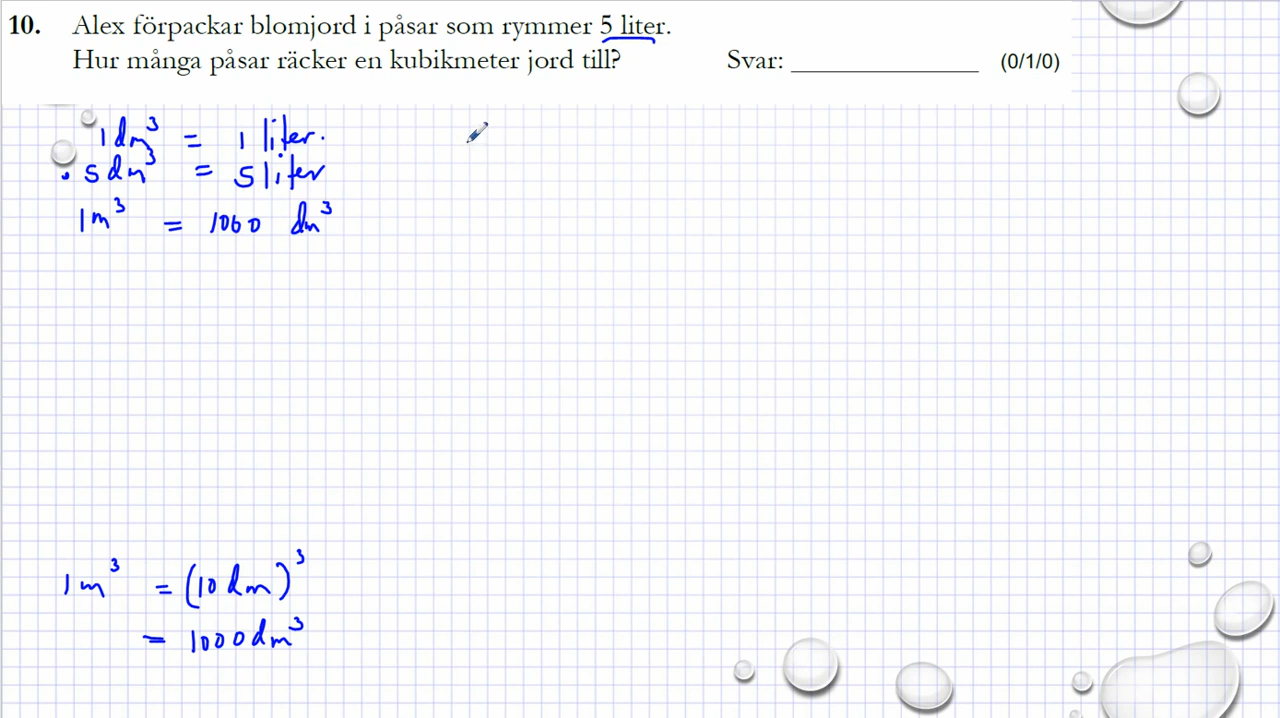 10. Alex förpackar blomjord i påsar som rymmer 5 liter.
Hur många påsar räcker en kubikmeter jord till? Svar: ________________ (0/1/0)
1 dm³ = 1 liter.
5 dm³ = 5 liter
1 m³ = 1000 dm³
1 m³ = (10 dm)³
= 1000 dm³